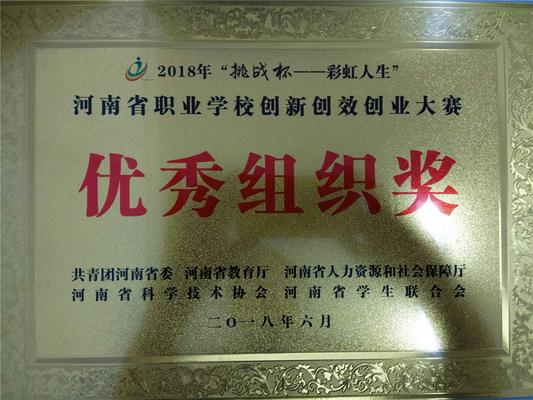 2018年“挑战杯——彩虹人生”
河南省职业学校创新创效创业大赛
优秀组织奖
共青团河南省委 河南省教育厅 河南省人力资源和社会保障厅
河南省科学技术协会 河南省学生联合会
二〇一八年六月